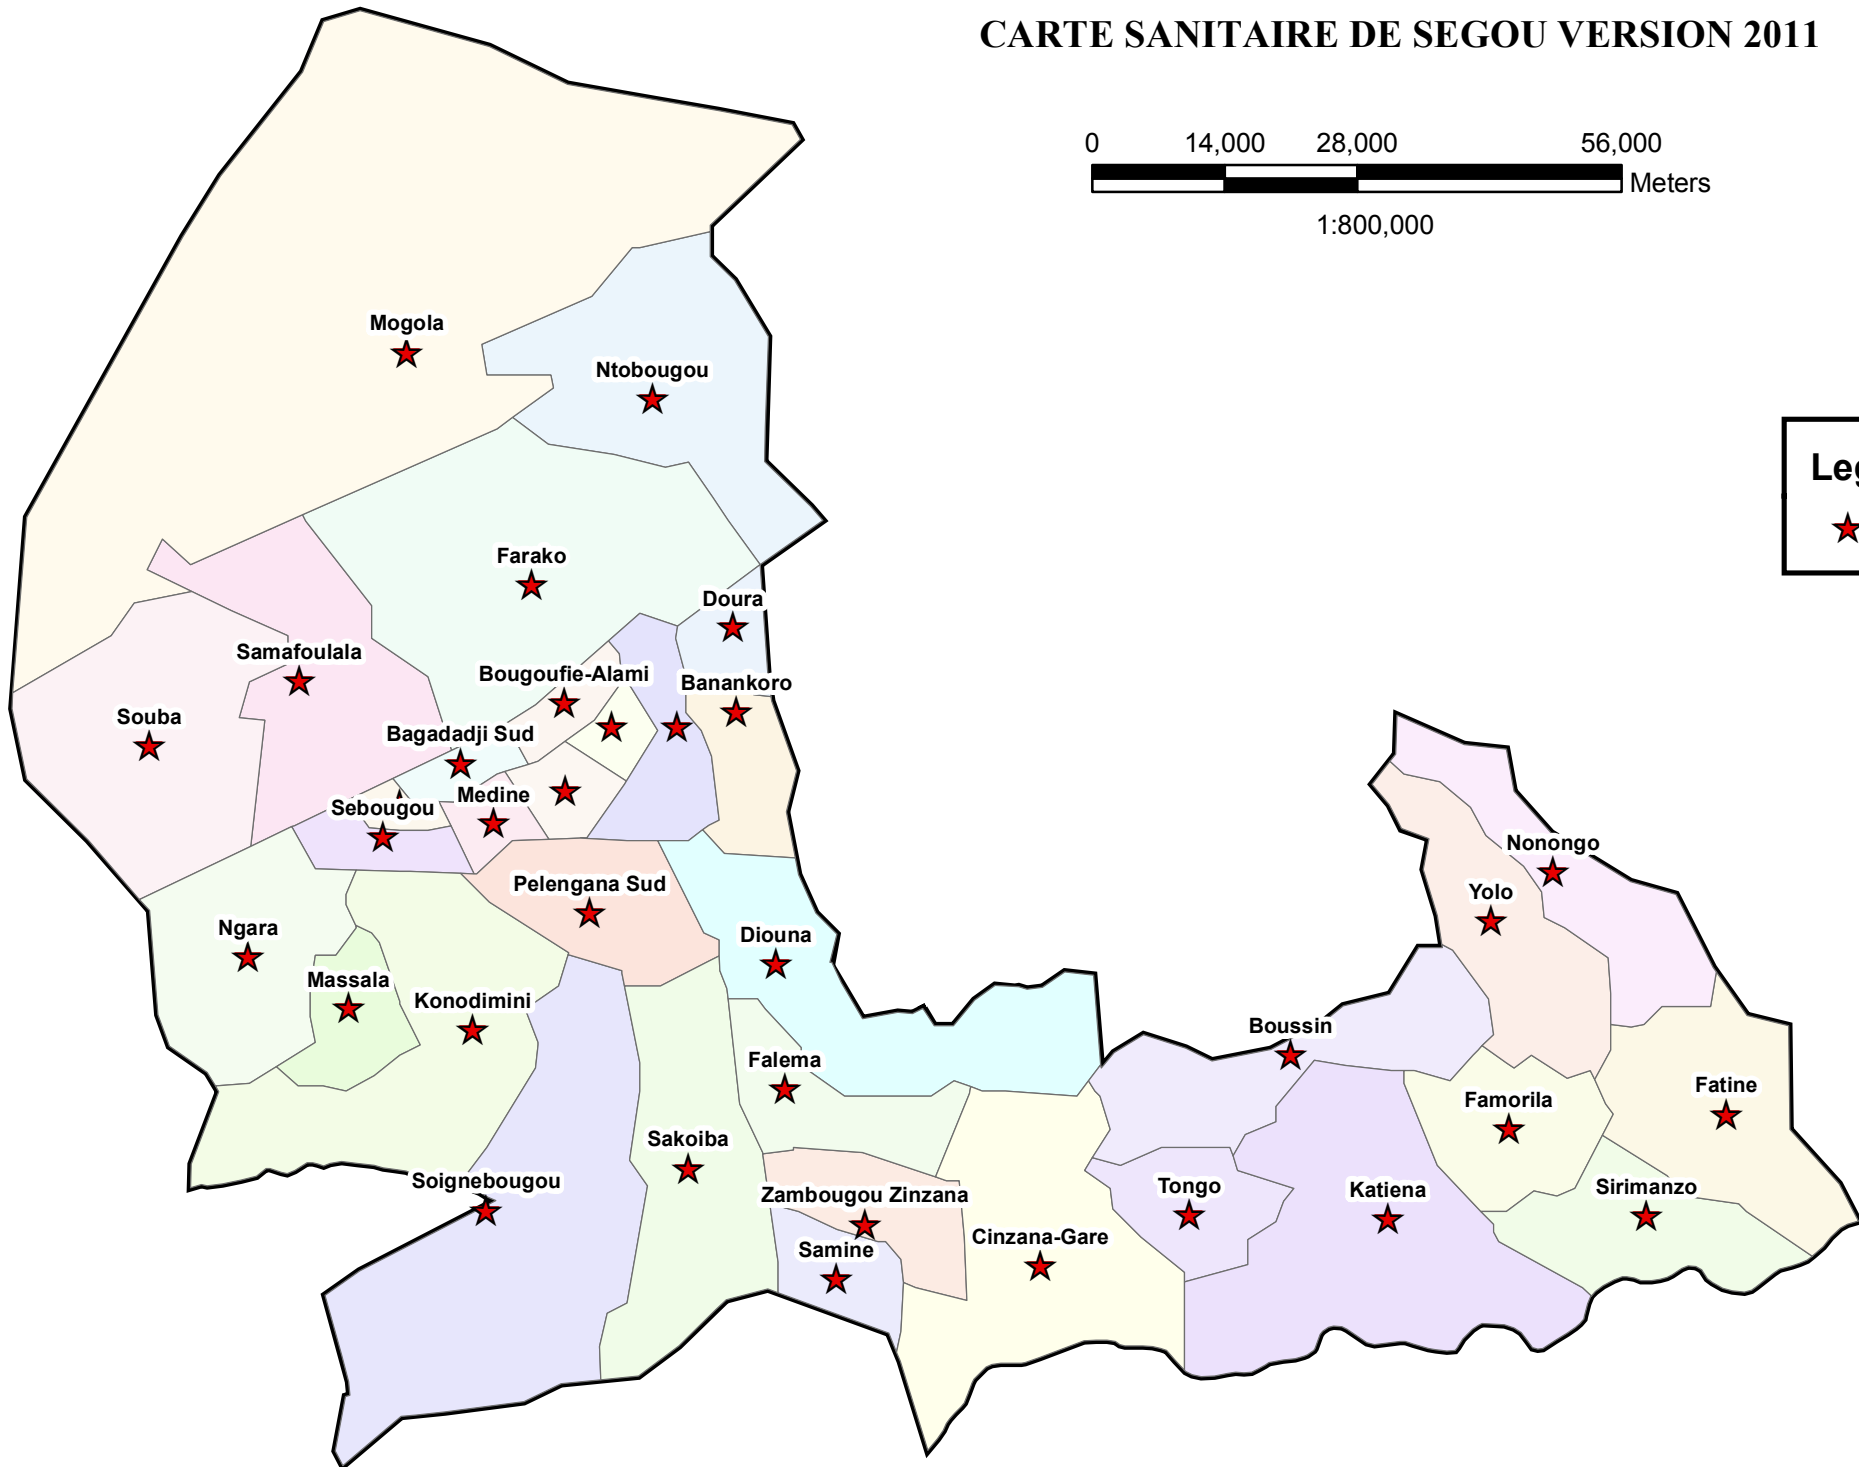 CARTE SANITAIRE DE SEGOU VERSION 2011
0 14,000 28,000 56,000
Meters
1:800,000
Mogola
Ntobougou
Leg
Farako
Doura
Samafoulala
Bougoufie-Alami
Banankoro
Souba
Bagadadji Sud
Sebougou
Medine
Nonongo
Pelengana Sud
Yolo
Ngara
Diouna
Massala
Konodimini
Boussin
Falema
Fatine
Famorila
Sakoiba
Soignebougou
Zambougou Zinzana
Tongo
Katiena
Sirimanzo
Samine
Cinzana-Gare